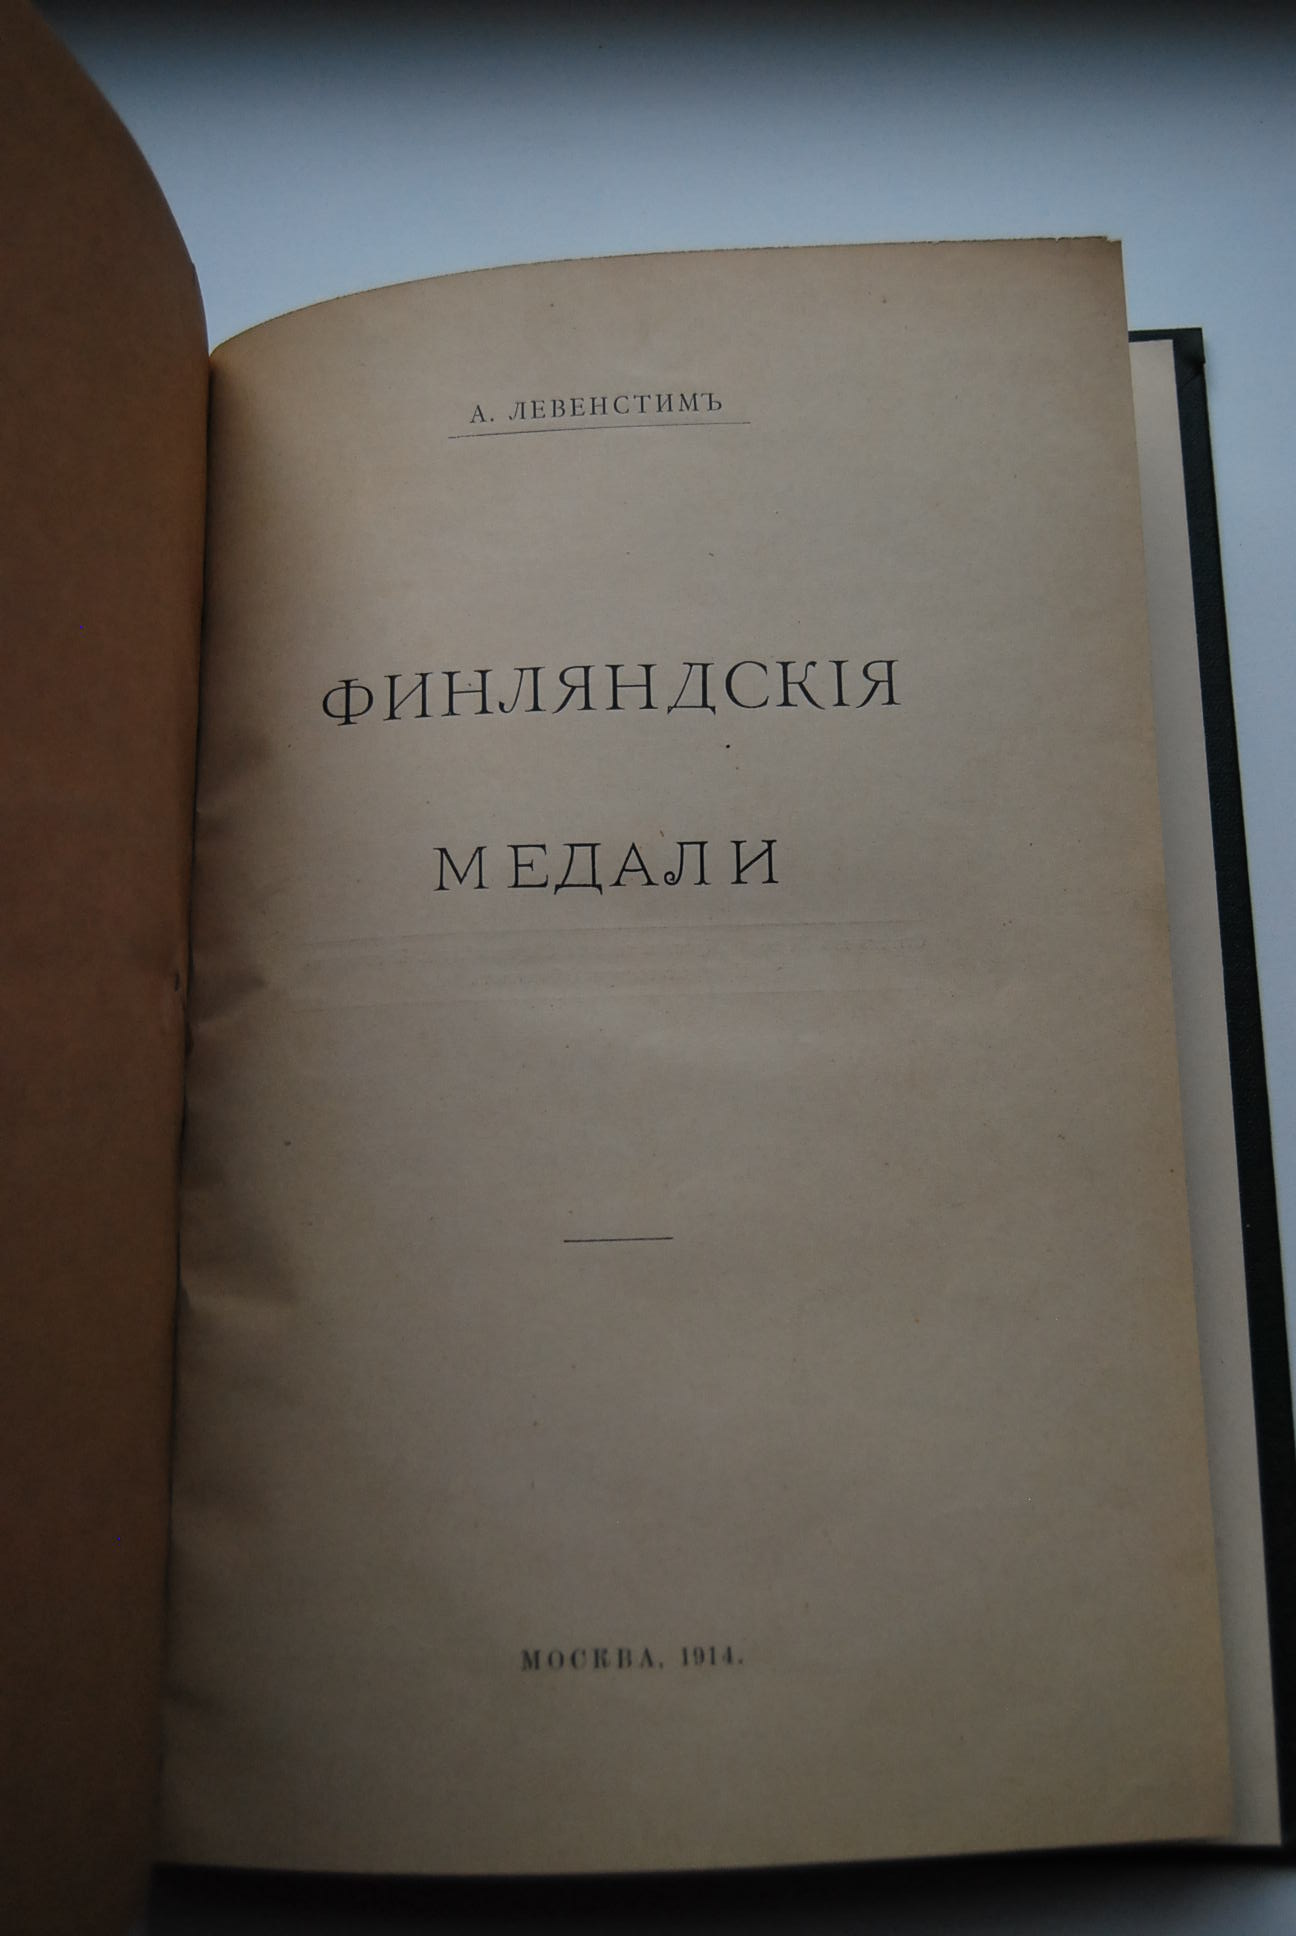 А. ЛЕВЕНСТИМЪ
ФИНЛЯНДСКІЯ
МЕДАЛИ
МОСКВА, 1914.